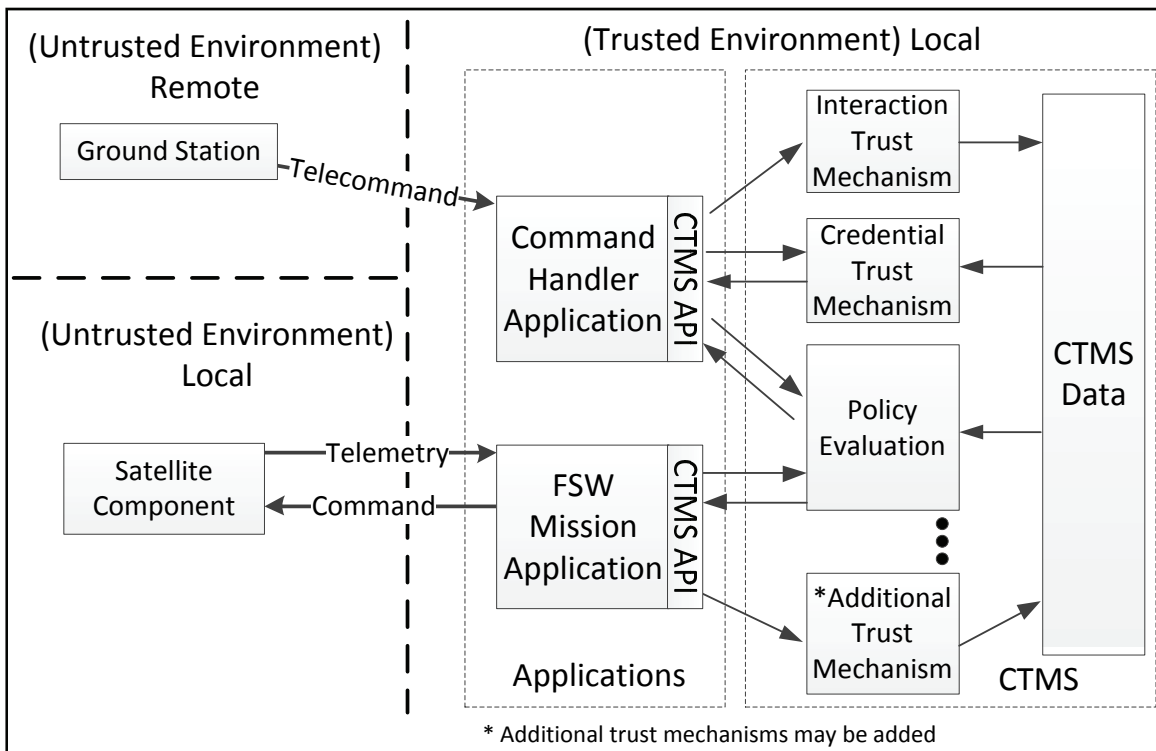 (Untrusted Environment)
Remote
Ground Station
Telecommand
(Untrusted Environment)
Local
Satellite
Component
Telemetry
Command
(Trusted Environment) Local
Command
Handler
Application
CTMS API
FSW
Mission
Application
CTMS API
Applications
Interaction
Trust
Mechanism
Credential
Trust
Mechanism
Policy
Evaluation
*Additional
Trust
Mechanism
CTMS
Data
CTMS
* Additional trust mechanisms may be added